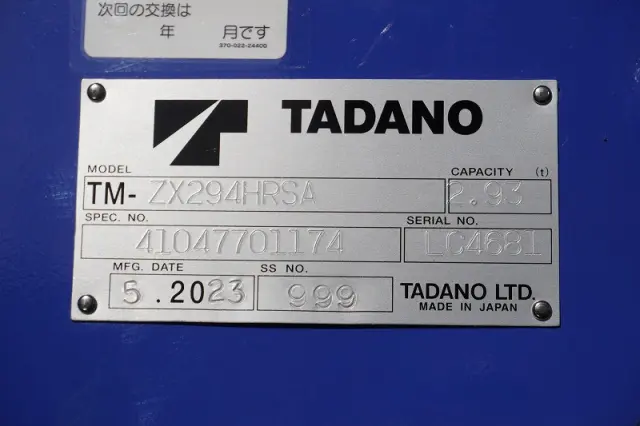 次回の交換は
年 月です
370-022-24400
TADANO
MODEL CAPACITY (t)
TM- ZX294HRSA 2.93
SPEC. NO. SERIAL NO.
41047701174 LC4681
MFG. DATE SS NO.
5 .2023 999 TADANO LTD.
MADE IN JAPAN